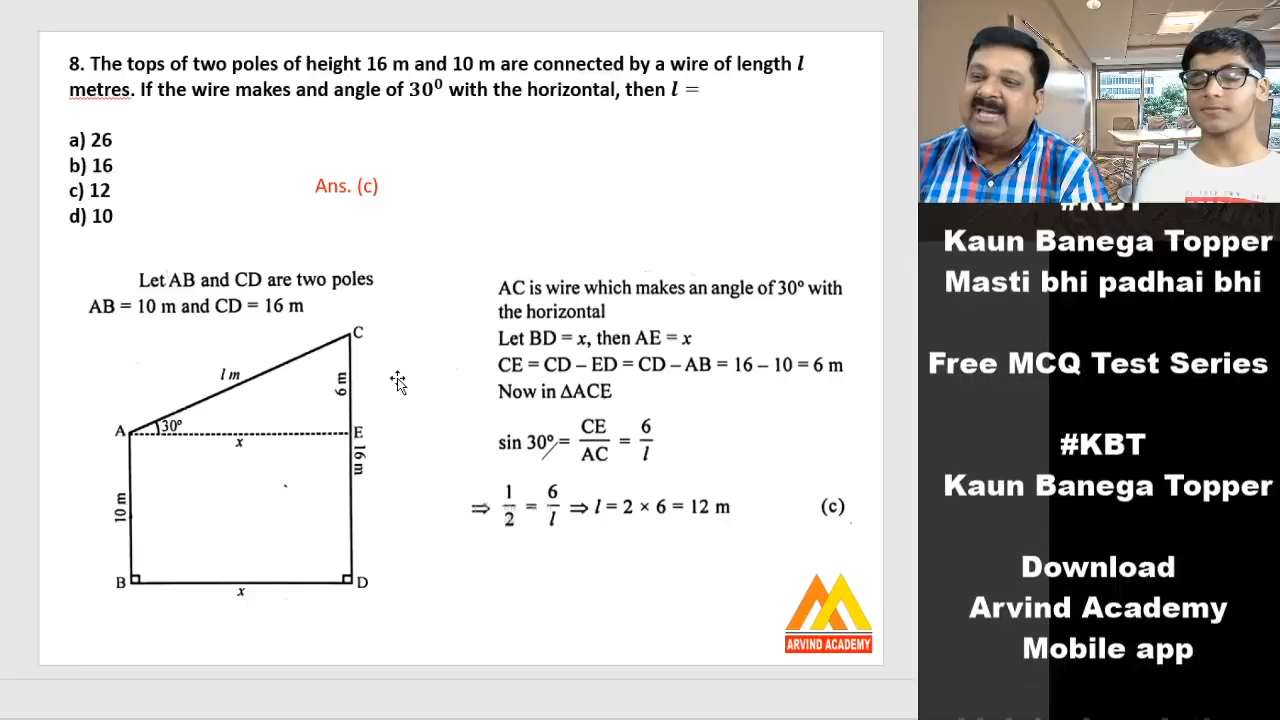 8. The tops of two poles of height 16 m and 10 m are connected by a wire of length l
metres. If the wire makes and angle of 30⁰ with the horizontal, then l =
a) 26
b) 16
c) 12
d) 10
Ans. (c)
Let AB and CD are two poles
AB = 10 m and CD = 16 m
C
l m
6 m
A
30°
x
E
16 m
10 m
B
D
x
AC is wire which makes an angle of 30° with
the horizontal
Let BD = x, then AE = x
CE = CD – ED = CD – AB = 16 – 10 = 6 m
Now in ΔACE
sin 30° = CE/AC = 6/l
⇒ 1/2 = 6/l ⇒ l = 2 × 6 = 12 m (c)
ARVIND ACADEMY
#KBT
Kaun Banega Topper
Masti bhi padhai bhi
Free MCQ Test Series
#KBT
Kaun Banega Topper
Download
Arvind Academy
Mobile app